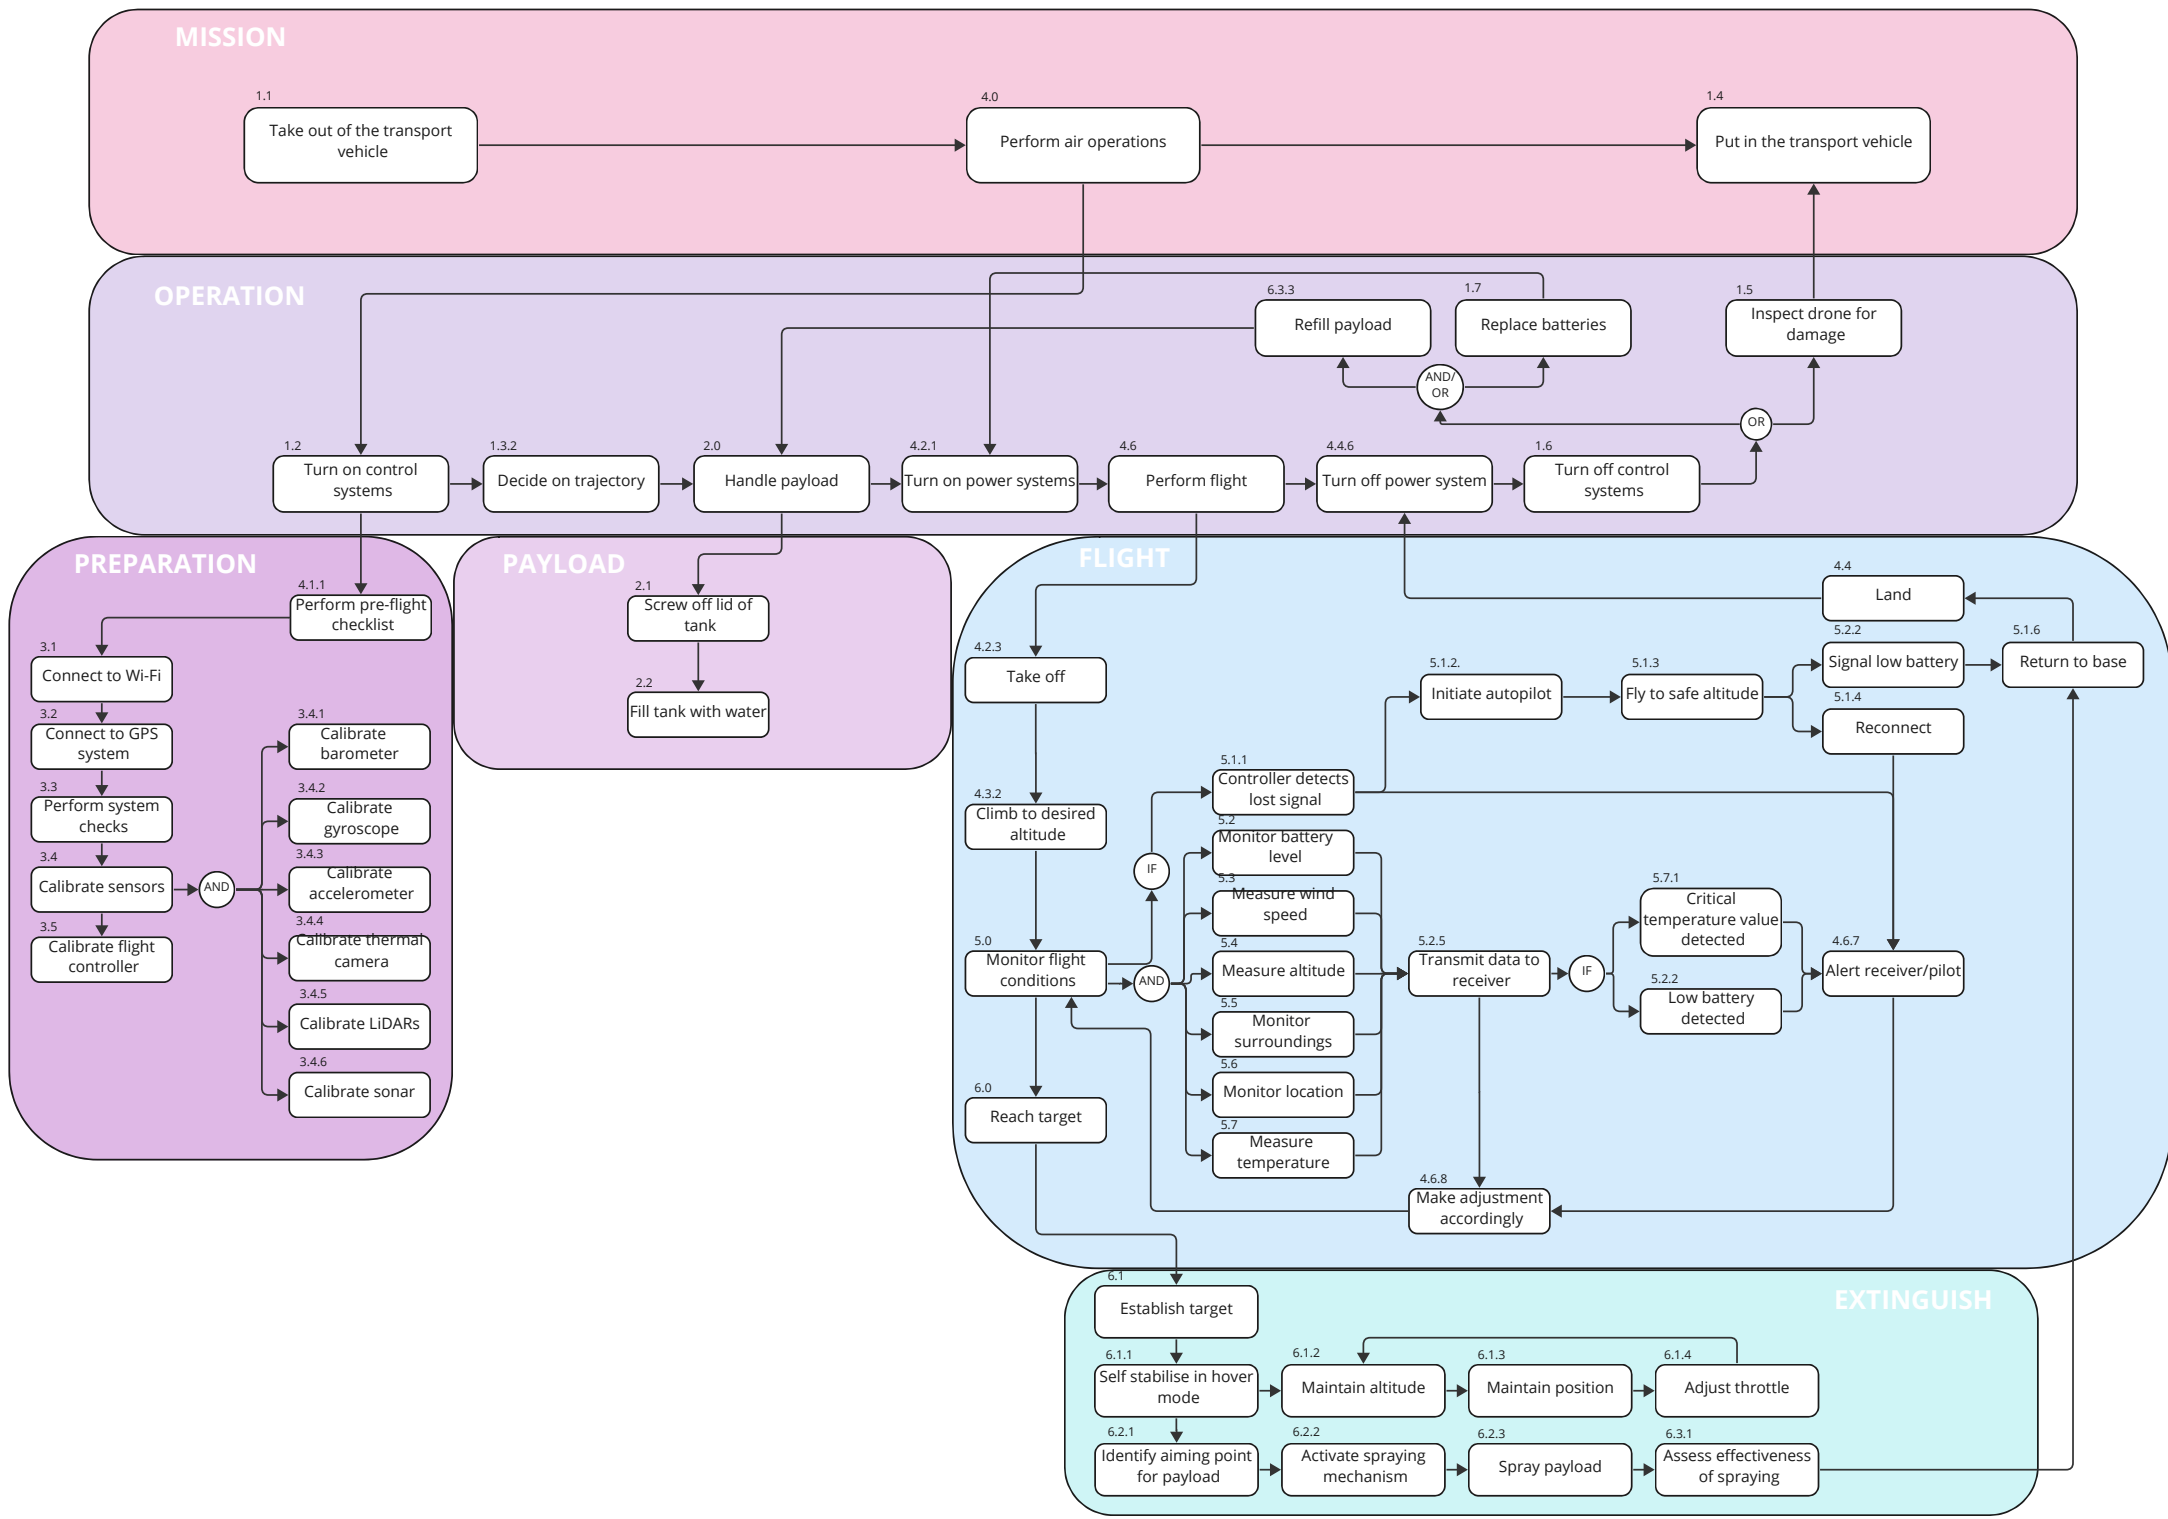 MISSION
1.1
Take out of the transport
vehicle
4.0
Perform air operations
1.4
Put in the transport vehicle
OPERATION
6.3.3
Refill payload
1.7
Replace batteries
1.5
Inspect drone for
damage
AND/
OR
OR
1.2
Turn on control
systems
1.3.2
Decide on trajectory
2.0
Handle payload
4.2.1
Turn on power systems
4.6
Perform flight
4.4.6
Turn off power system
1.6
Turn off control
systems
PREPARATION
4.1.1
Perform pre-flight
checklist
3.1
Connect to Wi-Fi
3.2
Connect to GPS
system
3.3
Perform system
checks
3.4
Calibrate sensors
AND
3.5
Calibrate flight
controller
3.4.1
Calibrate
barometer
3.4.2
Calibrate
gyroscope
3.4.3
Calibrate
accelerometer
3.4.4
Calibrate thermal
camera
3.4.5
Calibrate LiDARs
3.4.6
Calibrate sonar
PAYLOAD
2.1
Screw off lid of
tank
2.2
Fill tank with water
FLIGHT
4.2.3
Take off
4.3.2
Climb to desired
altitude
5.0
Monitor flight
conditions
6.0
Reach target
IF
AND
5.1.1
Controller detects
lost signal
5.2
Monitor battery
level
5.3
Measure wind
speed
5.4
Measure altitude
5.5
Monitor
surroundings
5.6
Monitor location
5.7
Measure
temperature
5.1.2.
Initiate autopilot
5.1.3
Fly to safe altitude
4.4
Land
5.2.2
Signal low battery
5.1.4
Reconnect
5.1.6
Return to base
5.2.5
Transmit data to
receiver
IF
5.7.1
Critical
temperature value
detected
5.2.2
Low battery
detected
4.6.7
Alert receiver/pilot
4.6.8
Make adjustment
accordingly
EXTINGUISH
6.1
Establish target
6.1.1
Self stabilise in hover
mode
6.1.2
Maintain altitude
6.1.3
Maintain position
6.1.4
Adjust throttle
6.2.1
Identify aiming point
for payload
6.2.2
Activate spraying
mechanism
6.2.3
Spray payload
6.3.1
Assess effectiveness
of spraying